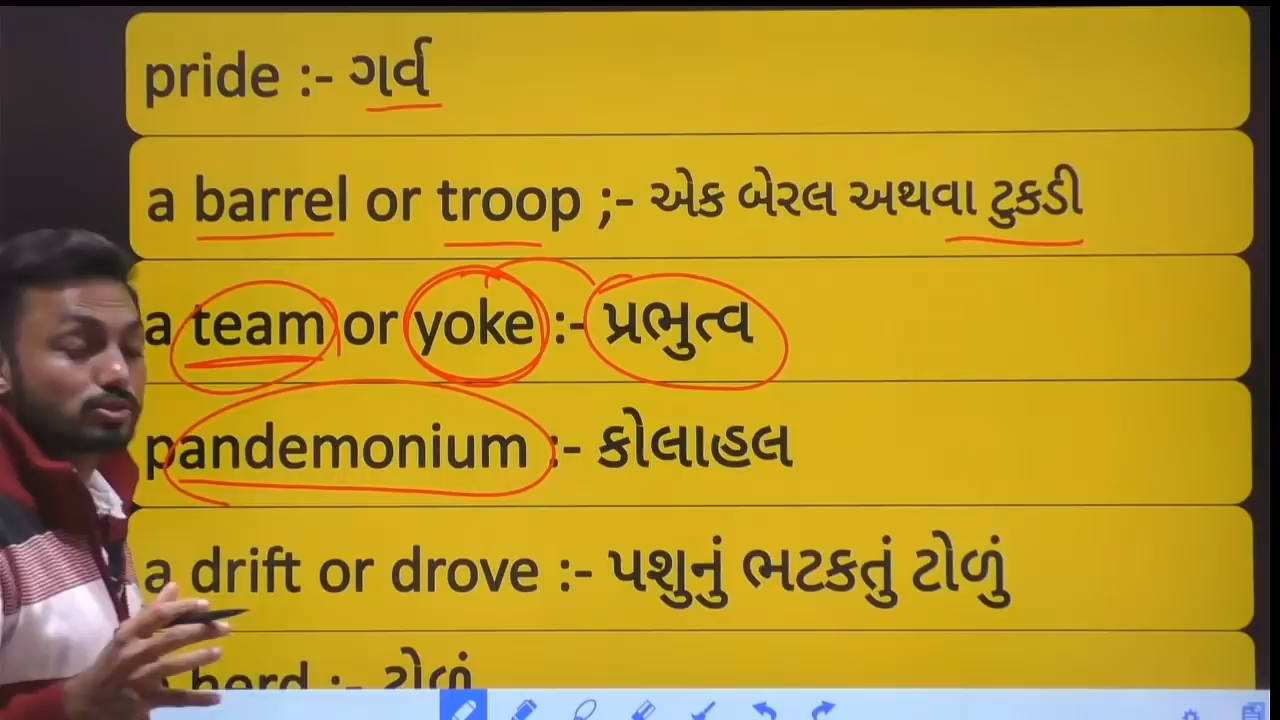 pride :- ગર્વ
a barrel or troop ;- એક બેરલ અથવા ટુકડી
a team or yoke :- પ્રભુત્વ
pandemonium :- કોલાહલ
a drift or drove :- પશુનું ભટકતું ટોળું
herd :- ટોળું